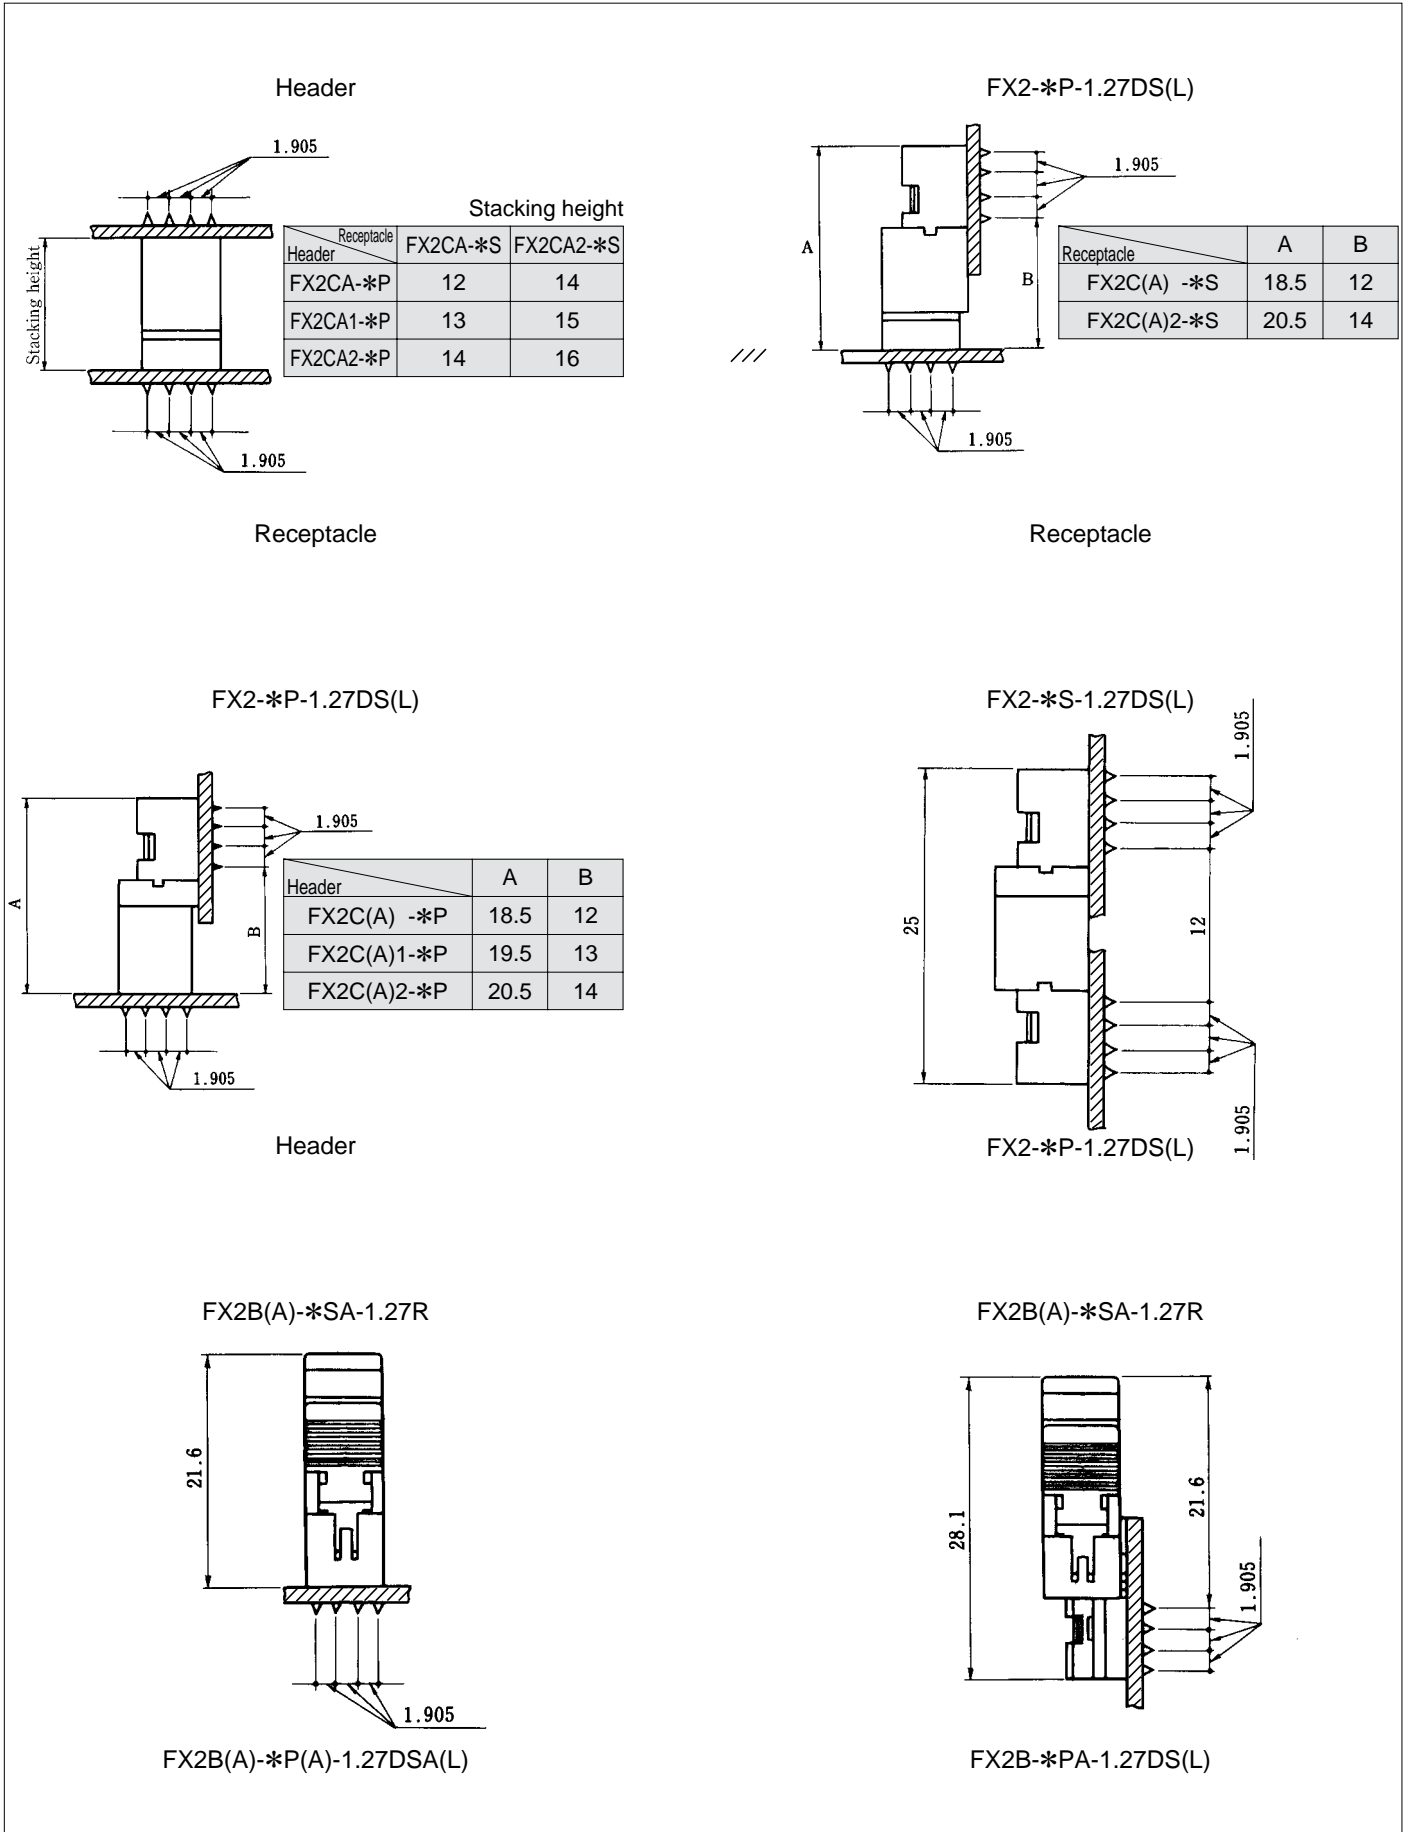 Header
1.905
Stacking height
Stacking height
Receptacle
Header
FX2CA-*S
FX2CA2-*S
FX2CA-*P 12 14
FX2CA1-*P 13 15
FX2CA2-*P 14 16
1.905
Receptacle
FX2-*P-1.27DS(L)
1.905
A
B
Receptacle A B
FX2C(A) -*S 18.5 12
FX2C(A)2-*S 20.5 14
1.905
Receptacle
FX2-*P-1.27DS(L)
1.905
A
B
Header A B
FX2C(A) -*P 18.5 12
FX2C(A)1-*P 19.5 13
FX2C(A)2-*P 20.5 14
1.905
Header
FX2-*S-1.27DS(L)
1.905
25
12
1.905
FX2-*P-1.27DS(L)
FX2B(A)-*SA-1.27R
21.6
1.905
FX2B(A)-*P(A)-1.27DSA(L)
FX2B(A)-*SA-1.27R
28.1
21.6
1.905
FX2B-*PA-1.27DS(L)